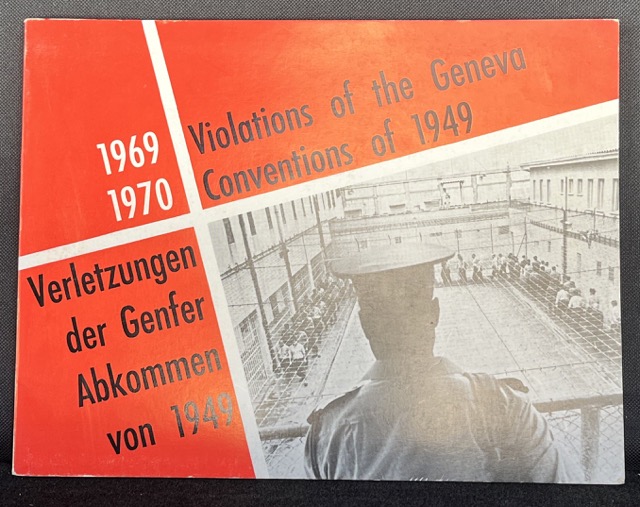 1969
1970
Violations of the Geneva
Conventions of 1949
Verletzungen
der Genfer
Abkommen
von 1949